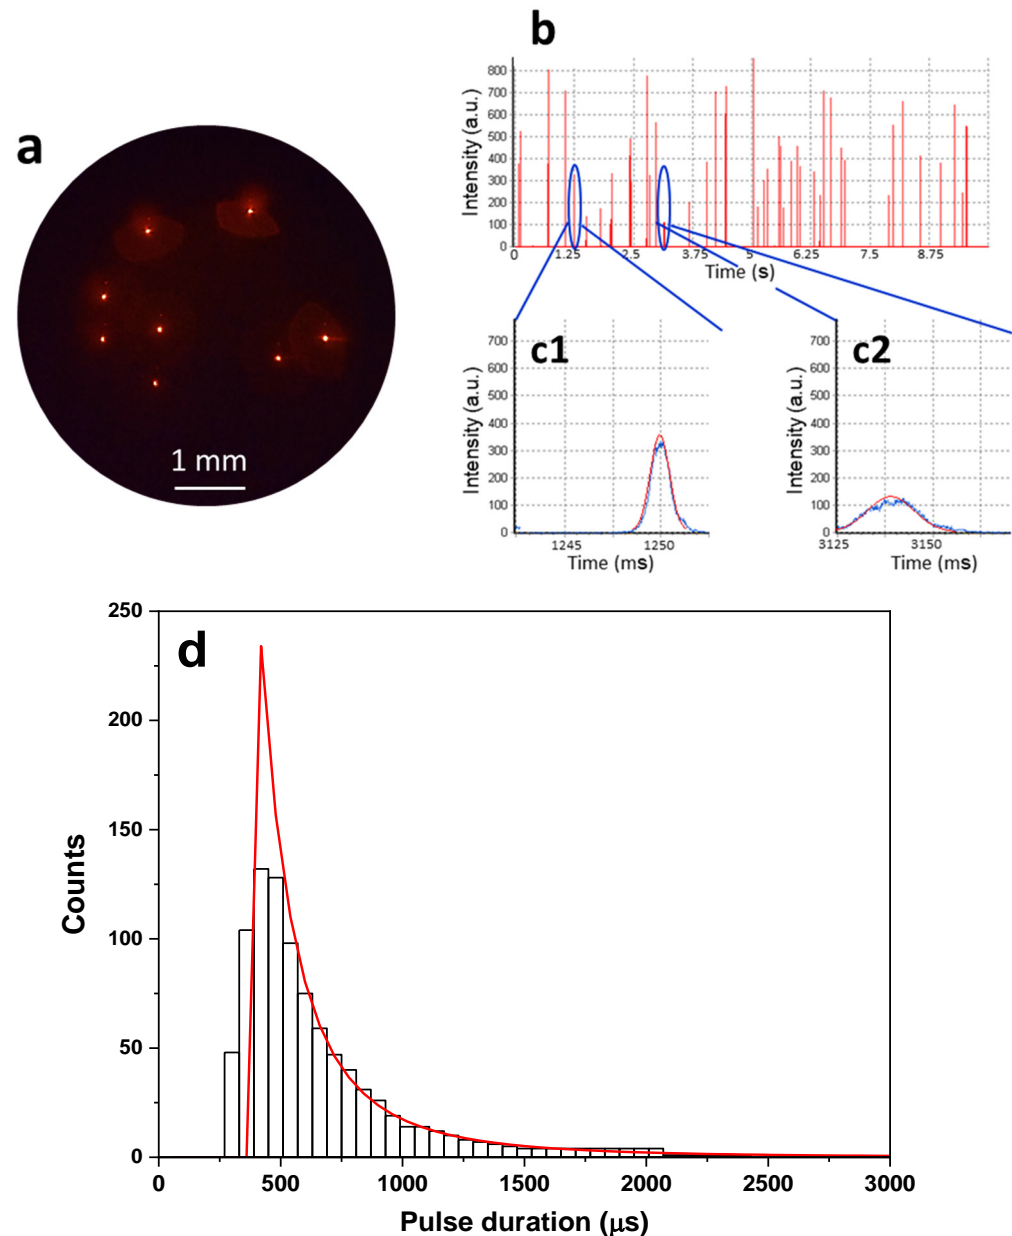 a
1 mm
b
Intensity (a.u.)
800
700
600
500
400
300
200
100
0
0 1.25 2.5 3.75 5 6.25 7.5 8.75
Time (s)
c1
Intensity (a.u.)
700
600
500
400
300
200
100
0
1245 1250
Time (ms)
c2
Intensity (a.u.)
700
600
500
400
300
200
100
0
3125 3150
Time (ms)
d
Counts
250
200
150
100
50
0
0 500 1000 1500 2000 2500 3000
Pulse duration (μs)